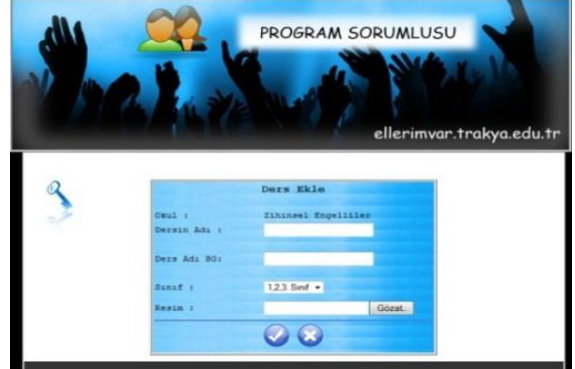 PROGRAM SORUMLUSU
ellerimvar.trakya.edu.tr
Ders Ekle
Okul : Zihinsel Engelliler
Dersin Adı :
Ders Adı BG:
Sınıf : 1,2,3. Sınıf
Resim : Gözat..